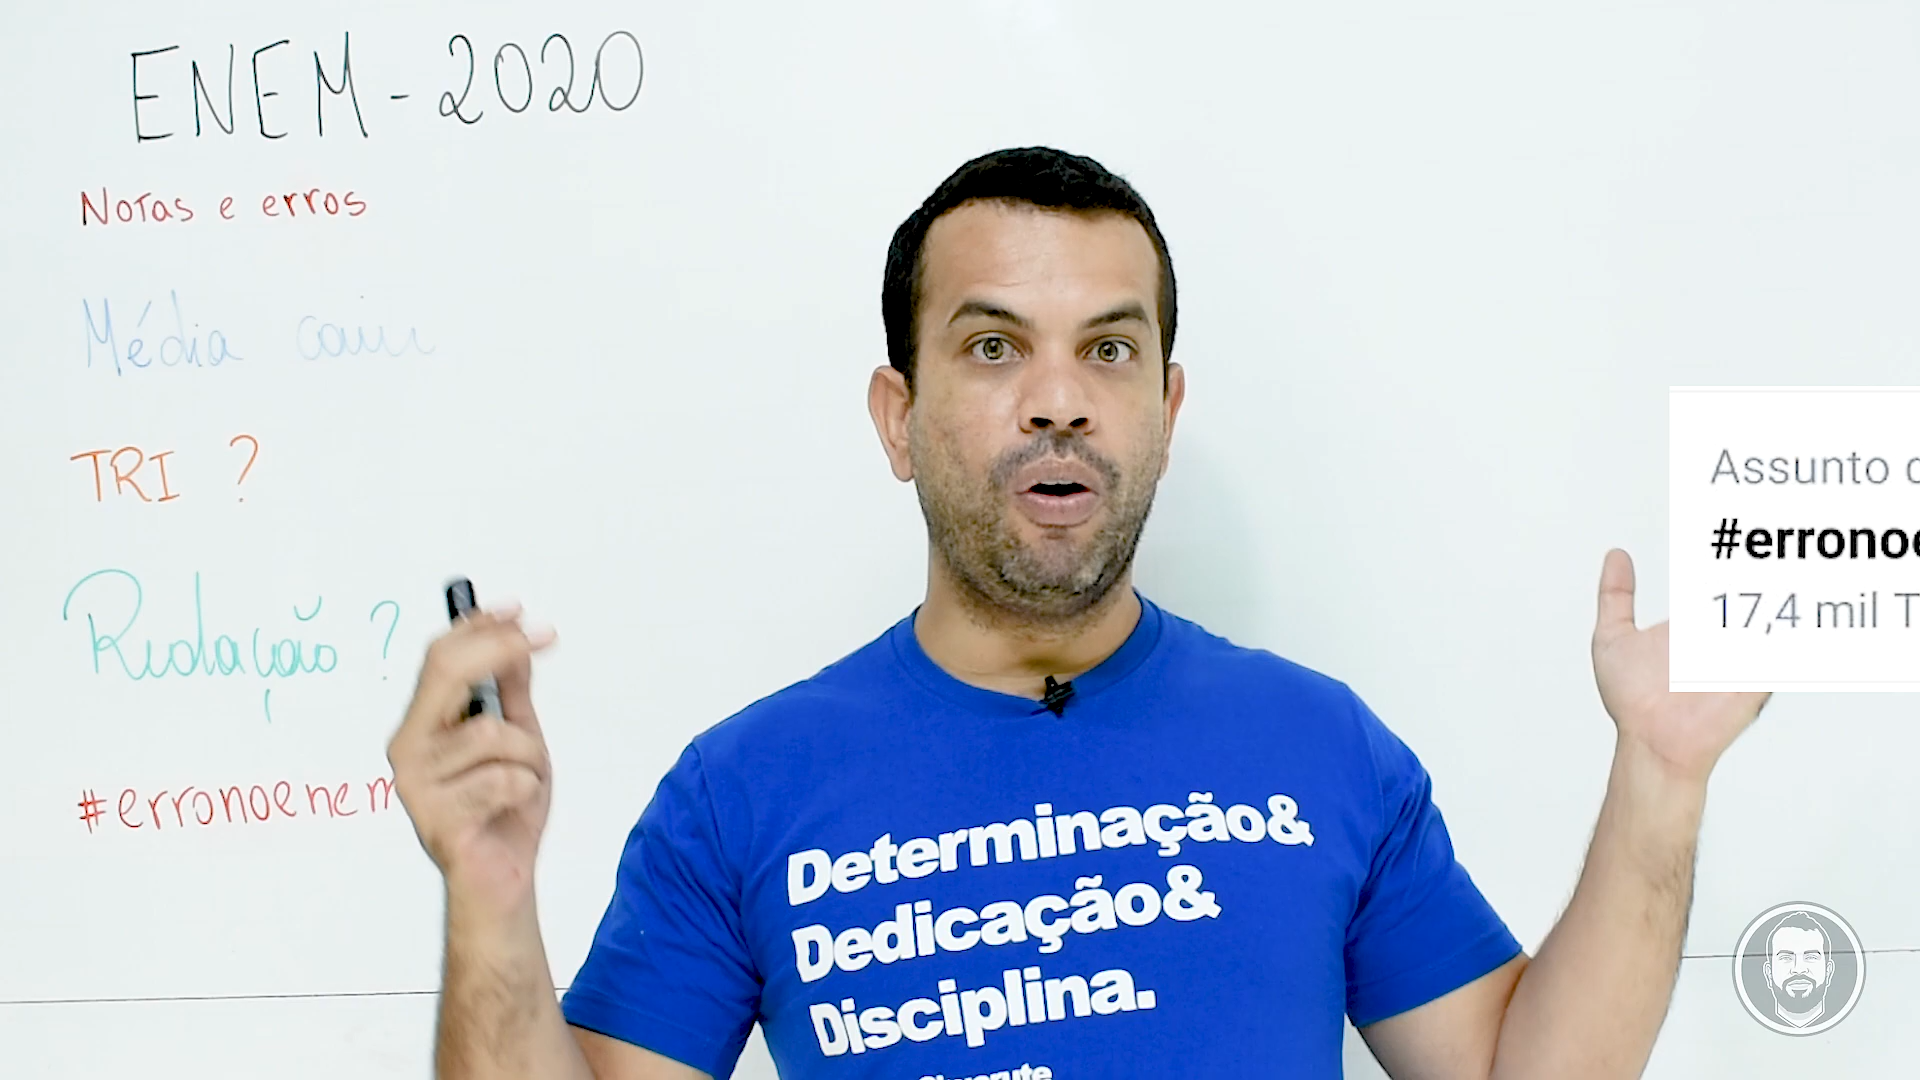 ENEM - 2020
Notas e erros
Média caiu
TRI ?
Redação ?
#erronoenem
Assunto
#errono
17,4 mil T
Determinação&
Dedicação&
Disciplina.